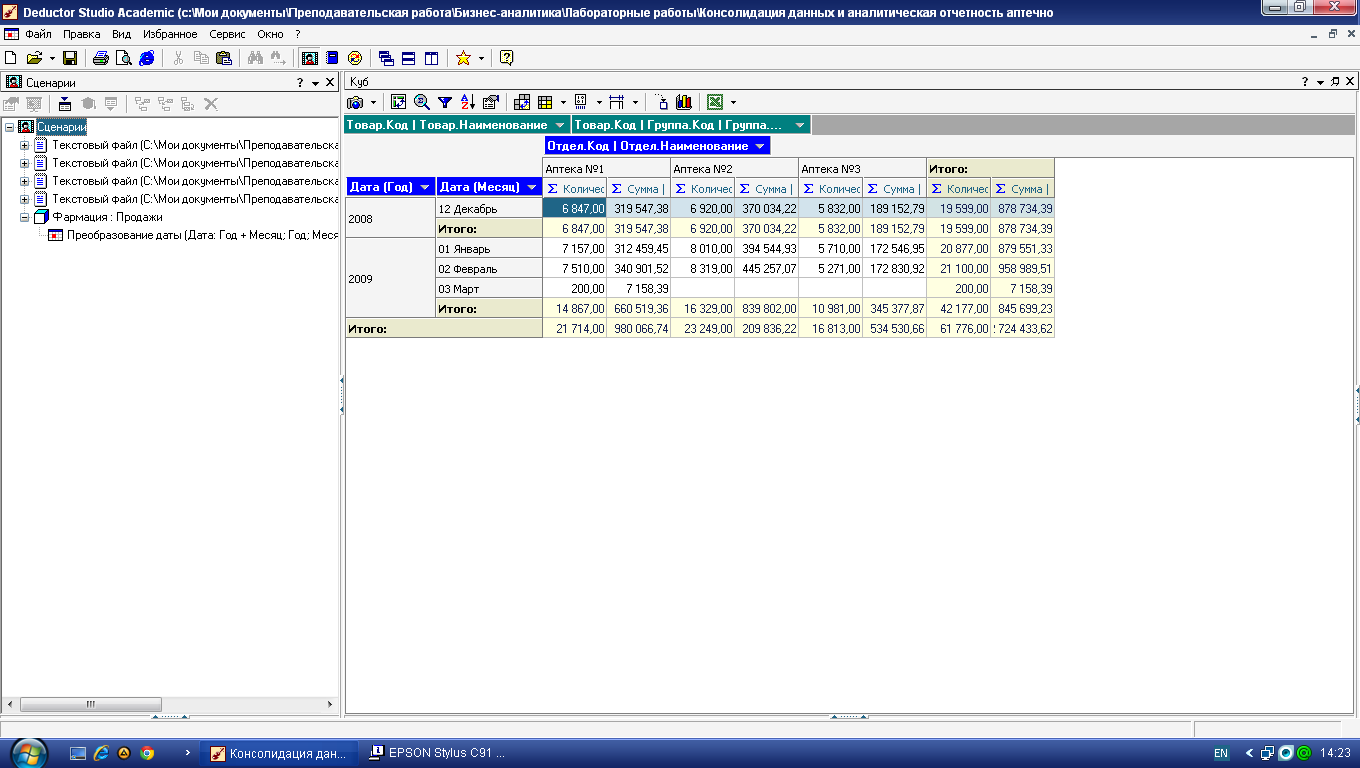 Deductor Studio Academic (c:\Мои документы\Преподавательская работа\Бизнес-аналитика\Лабораторные работы\Консолидация данных и аналитическая отчетность аптечно
Файл Правка Вид Избранное Сервис Окно ?
Сценарии
Куб
Сценарии
Текстовый файл (C:\Мои документы\Преподавательска
Текстовый файл (C:\Мои документы\Преподавательска
Текстовый файл (C:\Мои документы\Преподавательска
Текстовый файл (C:\Мои документы\Преподавательска
Фармация : Продажи
Преобразование даты (Дата: Год + Месяц; Год; Меся
Товар.Код | Товар.Наименование Товар.Код | Группа.Код | Группа....
Отдел.Код | Отдел.Наименование
Аптека №1 Аптека №2 Аптека №3 Итого:
Дата (Год) Дата (Месяц) Σ Количес Σ Сумма | Σ Количес Σ Сумма | Σ Количес Σ Сумма | Σ Количес Σ Сумма |
2008 12 Декабрь 6 847,00 319 547,38 6 920,00 370 034,22 5 832,00 189 152,79 19 599,00 878 734,39
Итого: 6 847,00 319 547,38 6 920,00 370 034,22 5 832,00 189 152,79 19 599,00 878 734,39
2009 01 Январь 7 157,00 312 459,45 8 010,00 394 544,93 5 710,00 172 546,95 20 877,00 879 551,33
02 Февраль 7 510,00 340 901,52 8 319,00 445 257,07 5 271,00 172 830,92 21 100,00 958 989,51
03 Март 200,00 7 158,39 200,00 7 158,39
Итого: 14 867,00 660 519,36 16 329,00 839 802,00 10 981,00 345 377,87 42 177,00 845 699,23
Итого: 21 714,00 980 066,74 23 249,00 209 836,22 16 813,00 534 530,66 61 776,00 724 433,62
Консолидация дан...
EPSON Stylus C91 ...
EN
14:23